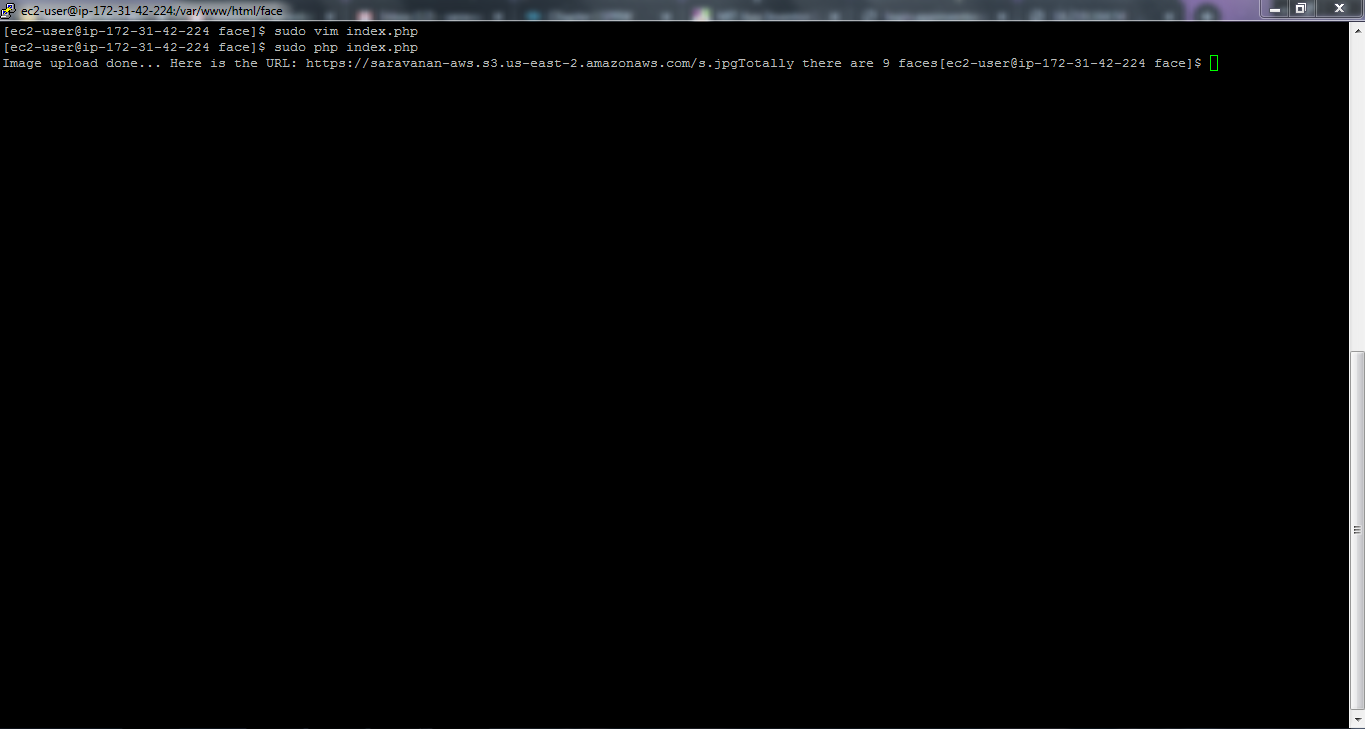 ec2-user@ip-172-31-42-224:/var/www/html/face
[ec2-user@ip-172-31-42-224 face]$ sudo vim index.php
[ec2-user@ip-172-31-42-224 face]$ sudo php index.php
Image upload done... Here is the URL: https://saravanan-aws.s3.us-east-2.amazonaws.com/s.jpgTotally there are 9 faces[ec2-user@ip-172-31-42-224 face]$